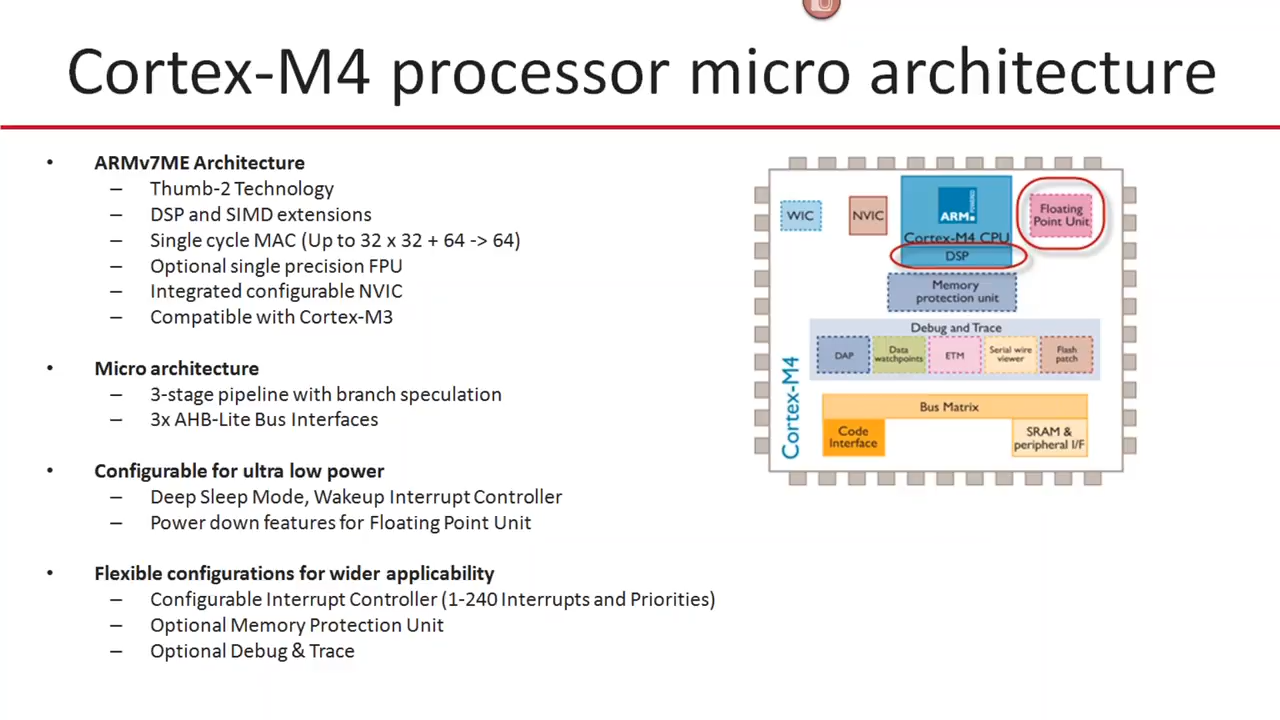 Cortex-M4 processor micro architecture
• ARMv7ME Architecture
– Thumb-2 Technology
– DSP and SIMD extensions
– Single cycle MAC (Up to 32 x 32 + 64 -> 64)
– Optional single precision FPU
– Integrated configurable NVIC
– Compatible with Cortex-M3
• Micro architecture
– 3-stage pipeline with branch speculation
– 3x AHB-Lite Bus Interfaces
• Configurable for ultra low power
– Deep Sleep Mode, Wakeup Interrupt Controller
– Power down features for Floating Point Unit
• Flexible configurations for wider applicability
– Configurable Interrupt Controller (1-240 Interrupts and Priorities)
– Optional Memory Protection Unit
– Optional Debug & Trace
WIC
NVIC
ARM
POWERED
Cortex-M4 CPU
DSP
Floating
Point Unit
Memory
protection unit
Debug and Trace
DAP
Data
watchpoints
ETM
Serial wire
viewer
Flash
patch
Cortex-M4
Bus Matrix
Code
Interface
SRAM &
peripheral I/F